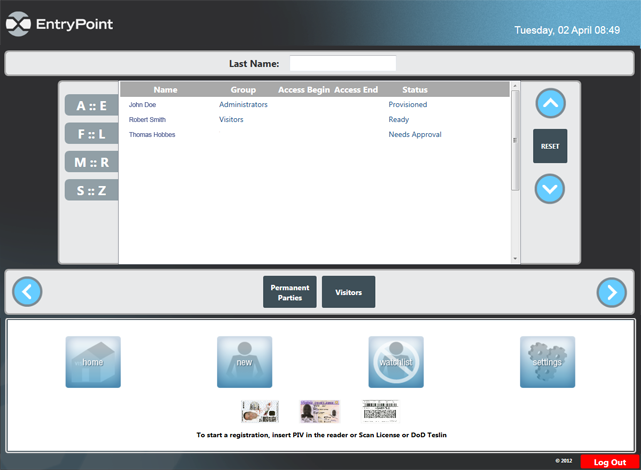 EntryPoint
Tuesday, 02 April 08:49
Last Name:
Name Group Access Begin Access End Status
A :: E
F :: L
M :: R
S :: Z
John Doe Administrators Provisioned
Robert Smith Visitors Ready
Thomas Hobbes Needs Approval
RESET
Permanent
Parties
Visitors
home
new
watchlist
settings
To start a registration, insert PIV in the reader or Scan License or DoD Teslin
© 2012
Log Out